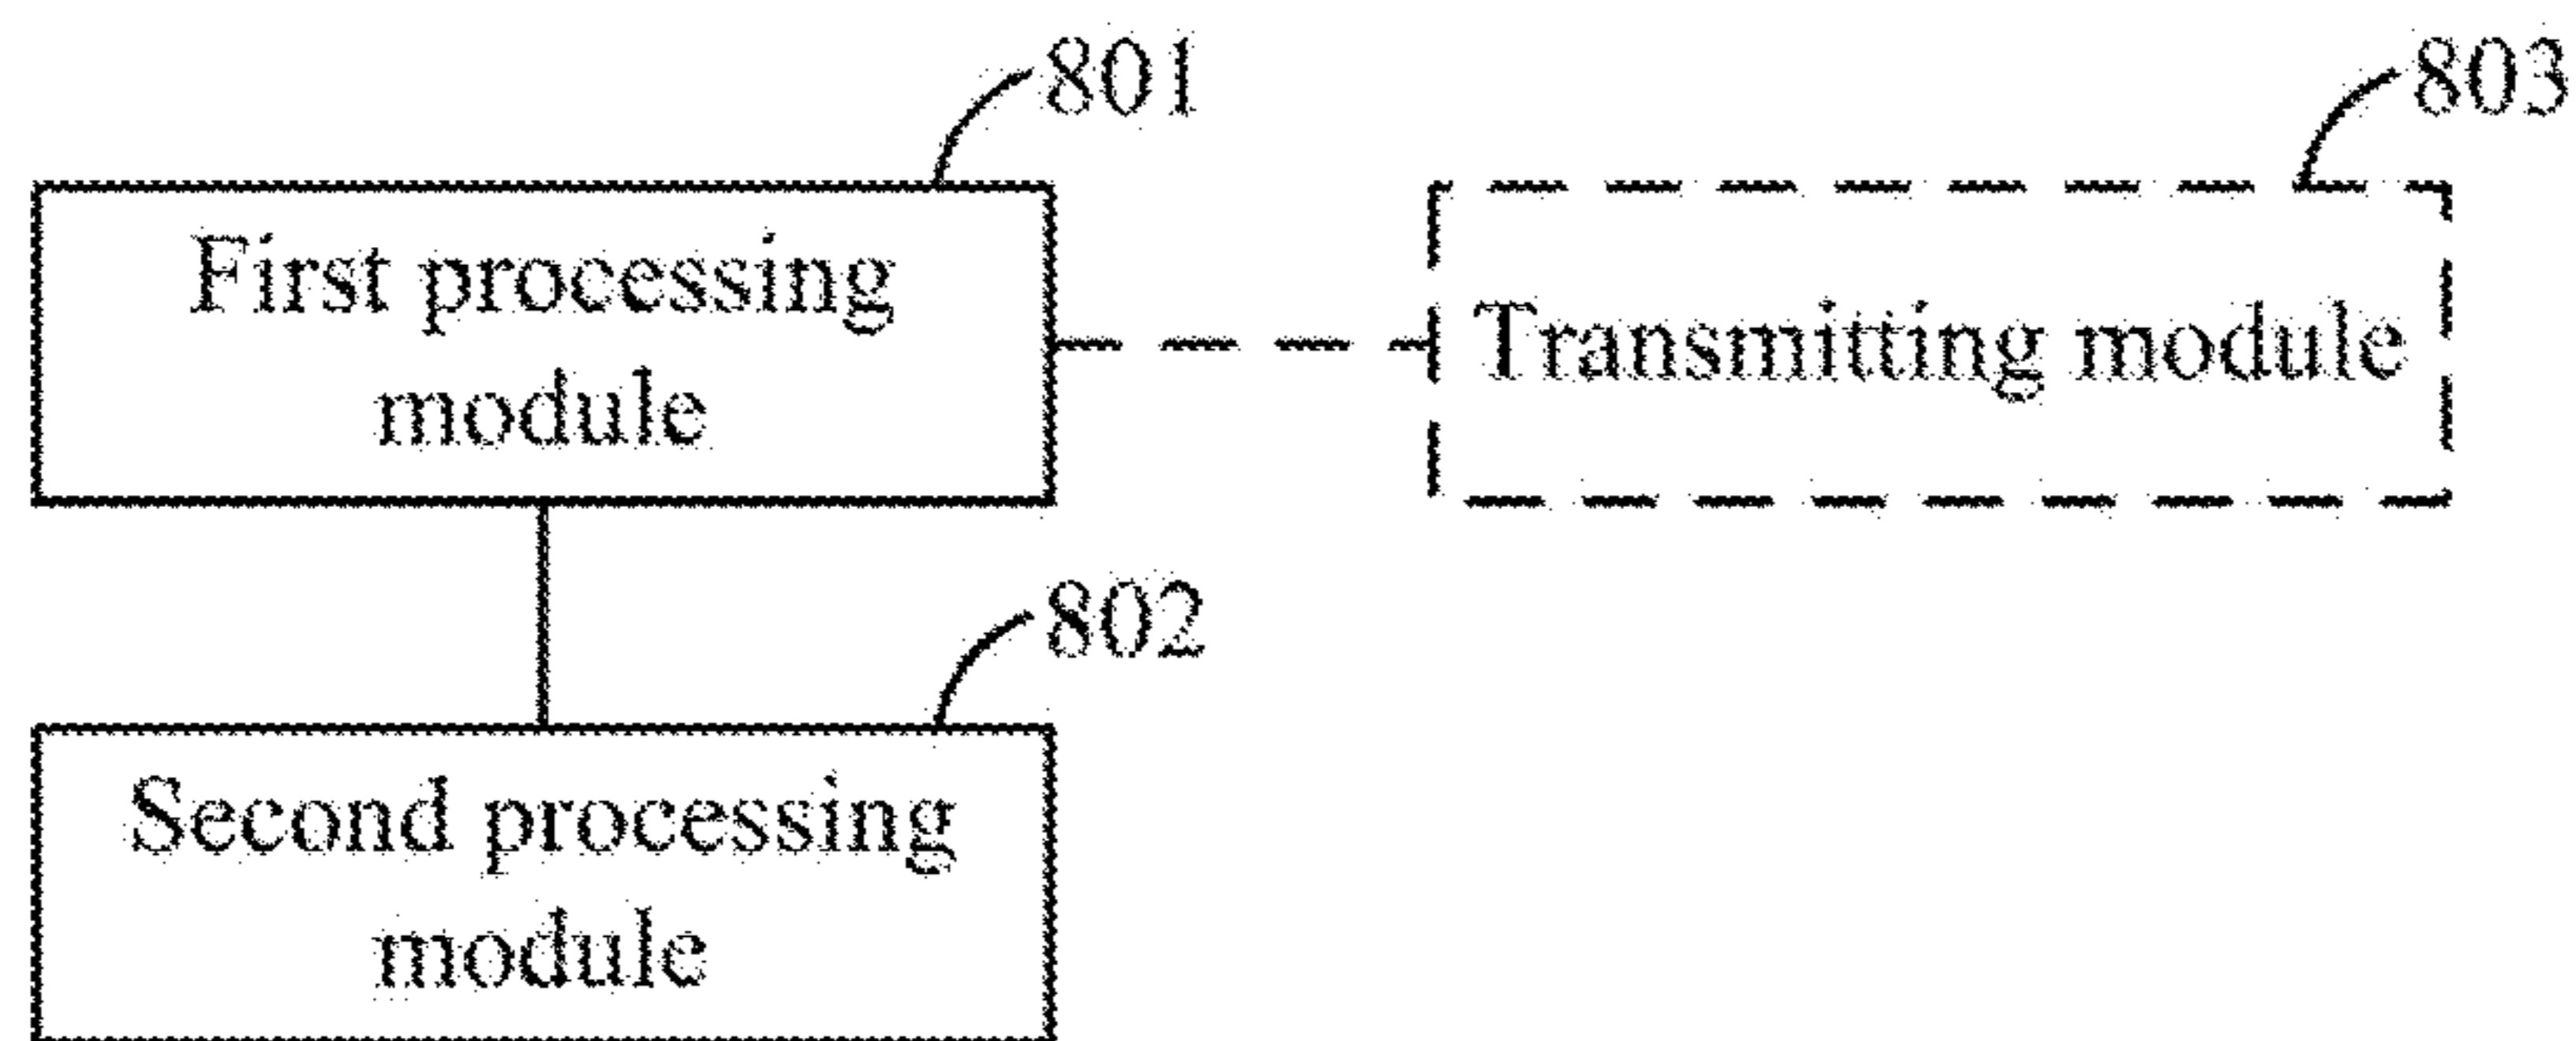 801
803
First processing
module
Transmitting module
802
Second processing
module